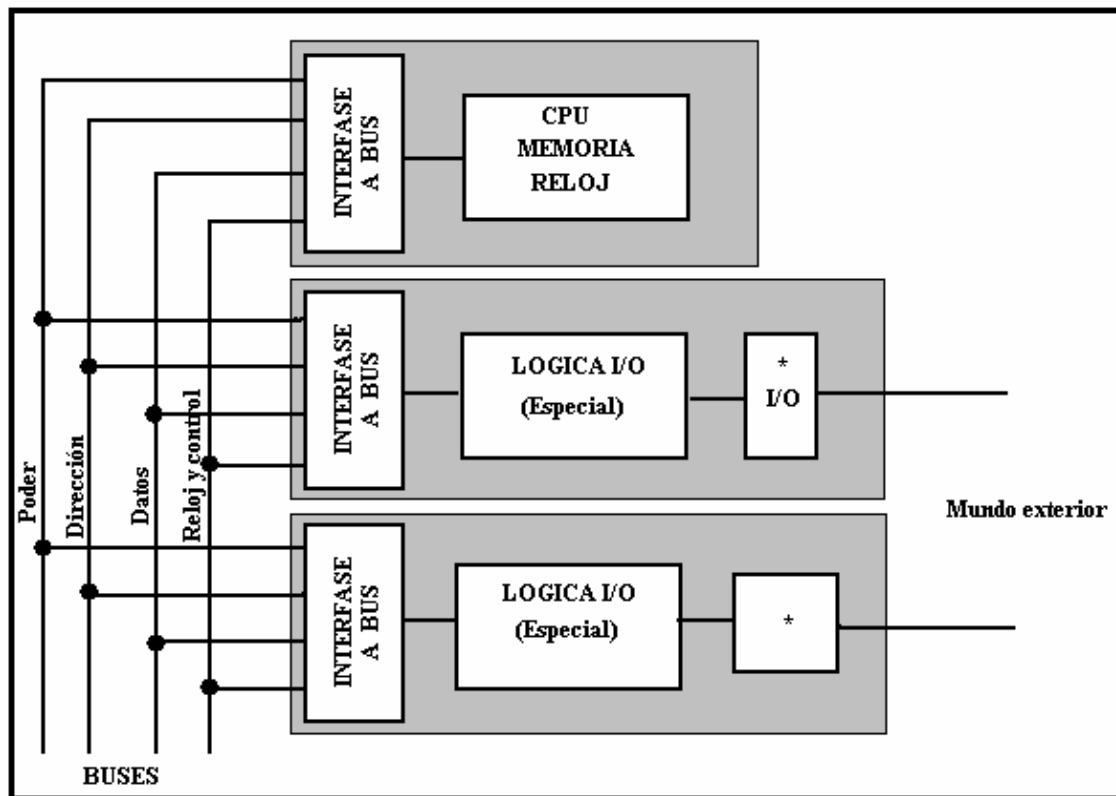 INTERFASE
A BUS
CPU
MEMORIA
RELOJ
INTERFASE
A BUS
LOGICA I/O
(Especial)
*
I/O
Poder
Dirección
Datos
Reloj y control
Mundo exterior
INTERFASE
A BUS
LOGICA I/O
(Especial)
*
BUSES